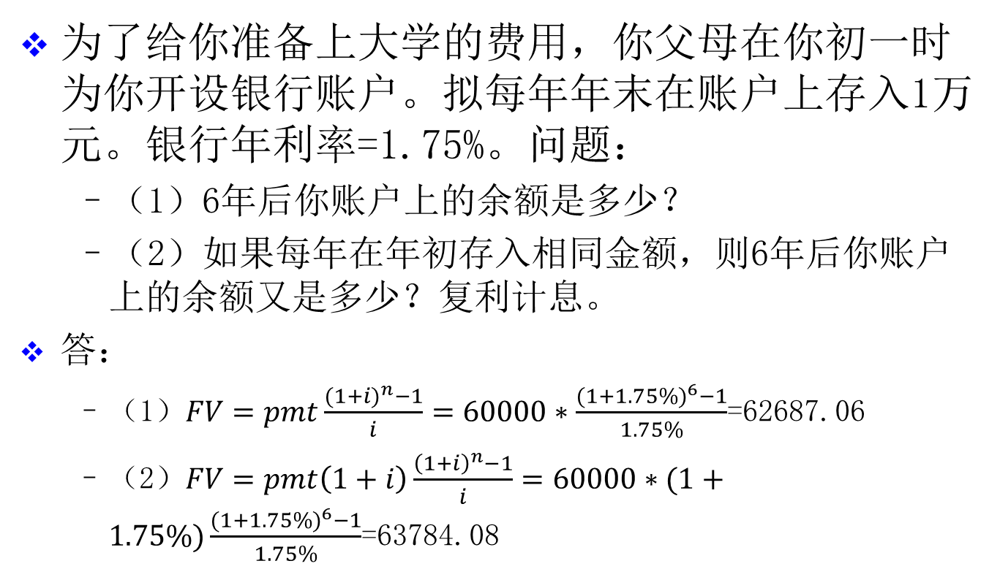 ❖ 为了给你准备上大学的费用，你父母在你初一时
为你开设银行账户。拟每年年末在账户上存入1万
元。银行年利率=1.75%。问题：
– （1）6年后你账户上的余额是多少？
– （2）如果每年在年初存入相同金额，则6年后你账户
上的余额又是多少？复利计息。
❖ 答：
– （1）$FV = pmt\frac{(1+i)^n-1}{i} = 60000 * \frac{(1+1.75\%)^6-1}{1.75\%}$=62687.06
– （2）$FV = pmt(1+i)\frac{(1+i)^n-1}{i} = 60000 * (1 +$
$1.75\%)\frac{(1+1.75\%)^6-1}{1.75\%}$=63784.08